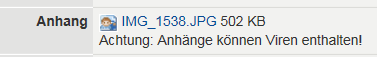 Anhang IMG_1538.JPG 502 KB
Achtung: Anhänge können Viren enthalten!